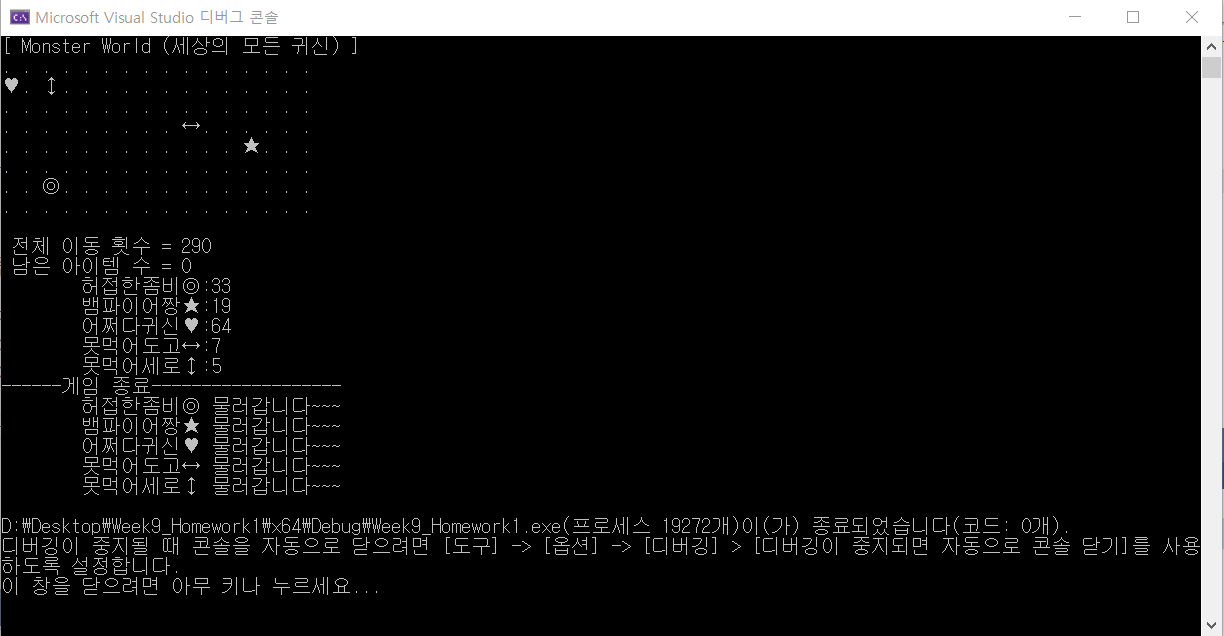 Microsoft Visual Studio 디버그 콘솔
[ Monster World (세상의 모든 귀신) ]
. . . . . . . . . . . . . . . .
♥. ↕. . . . . . . . . . . . .
. . . . . . . . . . . . . . . .
. . . . . . . . . ↔. . . . . .
. . . . . . . . . . . . ★. . .
. . . . . . . . . . . . . . . .
. . ◎. . . . . . . . . . . . .
. . . . . . . . . . . . . . . .
전체 이동 횟수 = 290
남은 아이템 수 = 0
허접한좀비◎:33
뱀파이어짱★:19
어쩌다귀신♥:64
못먹어도고↔:7
못먹어세로↕:5
------게임 종료-------------------
허접한좀비◎ 물러갑니다~~~
뱀파이어짱★ 물러갑니다~~~
어쩌다귀신♥ 물러갑니다~~~
못먹어도고↔ 물러갑니다~~~
못먹어세로↕ 물러갑니다~~~
D:₩Desktop₩Week9_Homework1₩x64₩Debug₩Week9_Homework1.exe(프로세스 19272개)이(가) 종료되었습니다(코드: 0개).
디버깅이 중지될 때 콘솔을 자동으로 닫으려면 [도구] -> [옵션] -> [디버깅] > [디버깅이 중지되면 자동으로 콘솔 닫기]를 사용
하도록 설정합니다.
이 창을 닫으려면 아무 키나 누르세요...